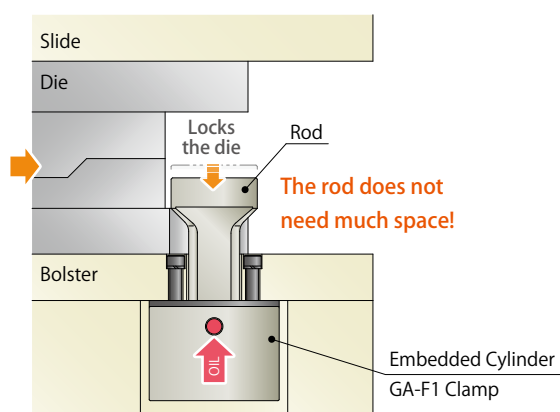 Slide
Die
Locks
the die
Rod
The rod does not
need much space!
Bolster
OIL
Embedded Cylinder
GA-F1 Clamp